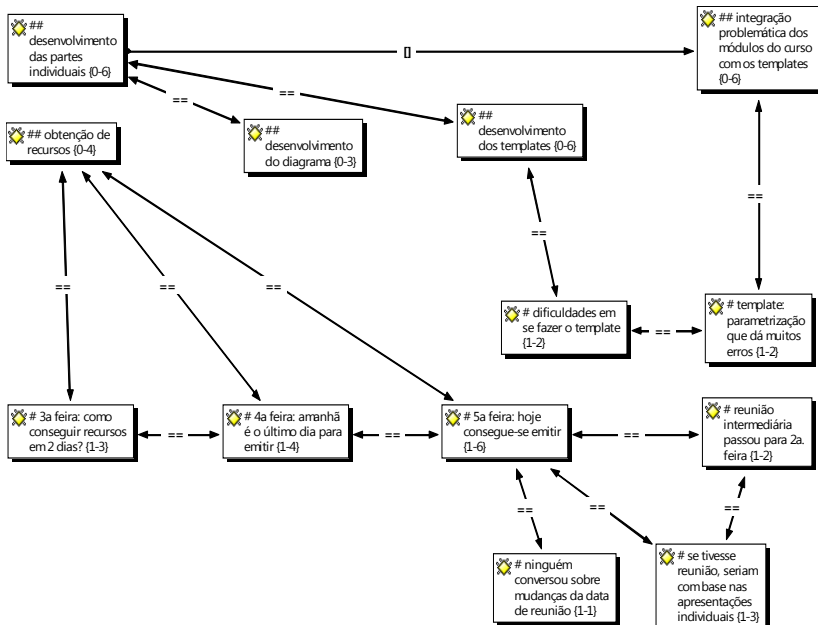 ##
desenvolvimento
das partes
individuais {0-6}
[]
## integração
problemática dos
módulos do curso
com os templates
{0-6}
==
==
## obtenção de
recursos {0-4}
##
desenvolvimento
do diagrama {0-3}
##
desenvolvimento
dos templates {0-6}
==
==
==
==
==
# dificuldades em
se fazer o template
{1-2}
==
# template:
parametrização
que dá muitos
erros {1-2}
# 3a feira: como
conseguir recursos
em 2 dias? {1-3}
==
# 4a feira: amanhã
é o último dia para
emitir {1-4}
==
# 5a feira: hoje
consegue-se emitir
{1-6}
==
# reunião
intermediária
passou para 2a.
feira {1-2}
==
==
==
# ninguém
conversou sobre
mudanças da data
de reunião {1-1}
# se tivesse
reunião, seriam
com base nas
apresentações
individuais {1-3}